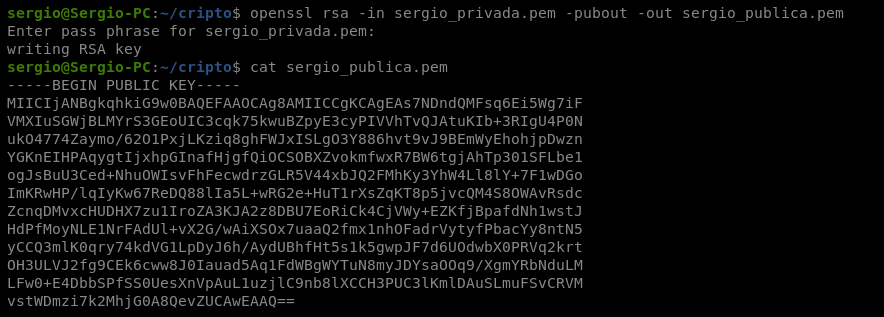 sergio@Sergio-PC:~/cripto$ openssl rsa -in sergio_privada.pem -pubout -out sergio_publica.pem
Enter pass phrase for sergio_privada.pem:
writing RSA key
sergio@Sergio-PC:~/cripto$ cat sergio_publica.pem
-----BEGIN PUBLIC KEY-----
MIICIjANBgkqhkiG9w0BAQEFAAOCAg8AMIICCgKCAgEAs7NDndQMFsq6Ei5Wg7iF
VMXIuSGWjBLMYrS3GEoUIC3cqk75kwuBZpyE3cyPIVVhTvQJAtuKIb+3RIgU4P0N
ukO4774Zaymo/62O1PxjLKziq8ghFWJxISLgO3Y886hvt9vJ9BEmWyEhohjpDwzn
YGKnEIHPAqygtIjxhpGInafHjgfQiOCSOBXZvokmfwxR7BW6tgjAhTp301SFLbe1
ogJsBuU3Ced+NhuOWIsvFhFecwdrzGLR5V44xbJQ2FMhKy3YhW4Ll8lY+7F1wDGo
ImKRwHP/lqIyKw67ReDQ88lIa5L+wRG2e+HuT1rXsZqKT8p5jvcQM4S8OWAvRsdc
ZcnqDMvxcHUDHX7zu1IroZA3KJA2z8DBU7EoRiCk4CjVWy+EZKfjBpafdNh1wstJ
HdPfMoyNLE1NrFAdUl+vX2G/wAiXSOx7uaaQ2fmx1nhOFadrVytyfPbacYy8ntN5
yCCQ3mlK0qry74kdVG1LpDyJ6h/AydUBhfHt5s1k5gwpJF7d6UOdwbX0PRVq2krt
OH3ULVJ2fg9CEk6cww8J0Iauad5Aq1FdWBgWYTuN8myJDYsaOOq9/XgmYRbNduLM
LFw0+E4DbbSPfSS0UesXnVpAuL1uzjlC9nb8lXCCH3PUC3lKmlDAuSLmuFSvCRVM
vstWDmzi7k2MhjG0A8QevZUCAwEAAQ==